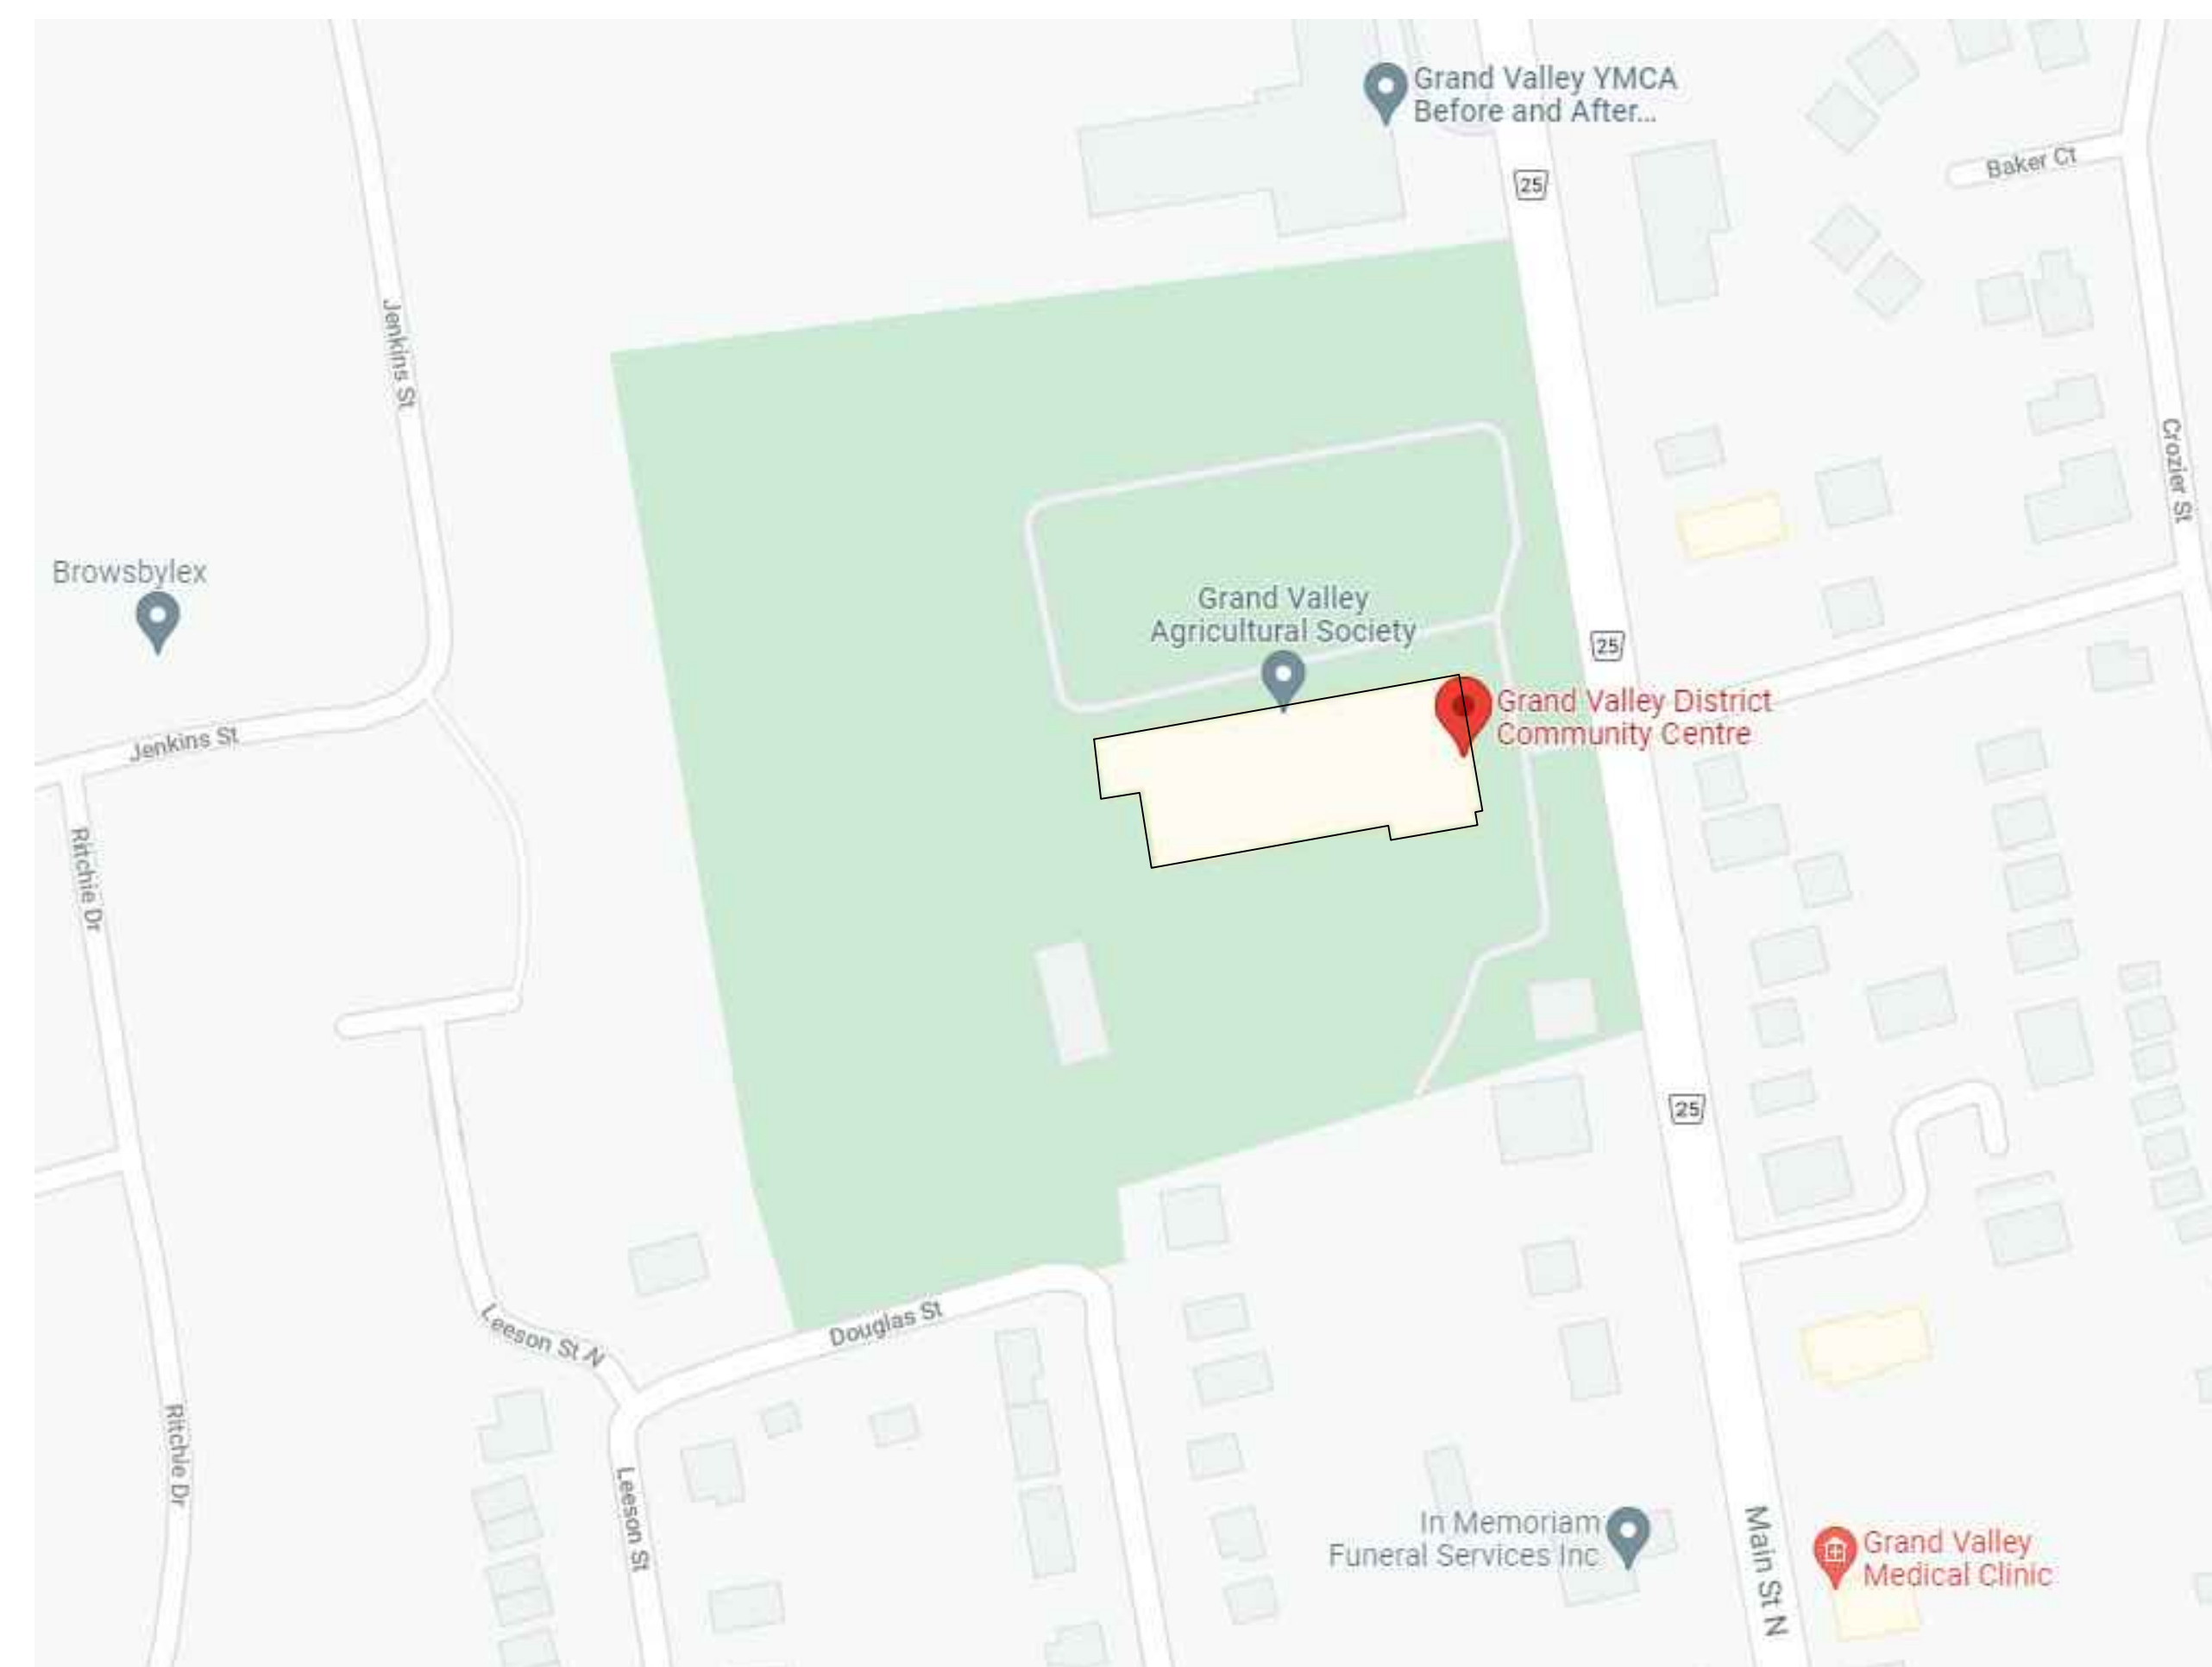 Grand Valley YMCA
Before and After...
25
Baker Ct
Jenkins St
Crozier St
Browsbylex
Grand Valley
Agricultural Society
25
Grand Valley District
Community Centre
Jenkins St
Ritchie Dr
25
Leeson St N
Douglas St
Ritchie Dr
Leeson St
In Memoriam
Funeral Services Inc
Main St N
Grand Valley
Medical Clinic